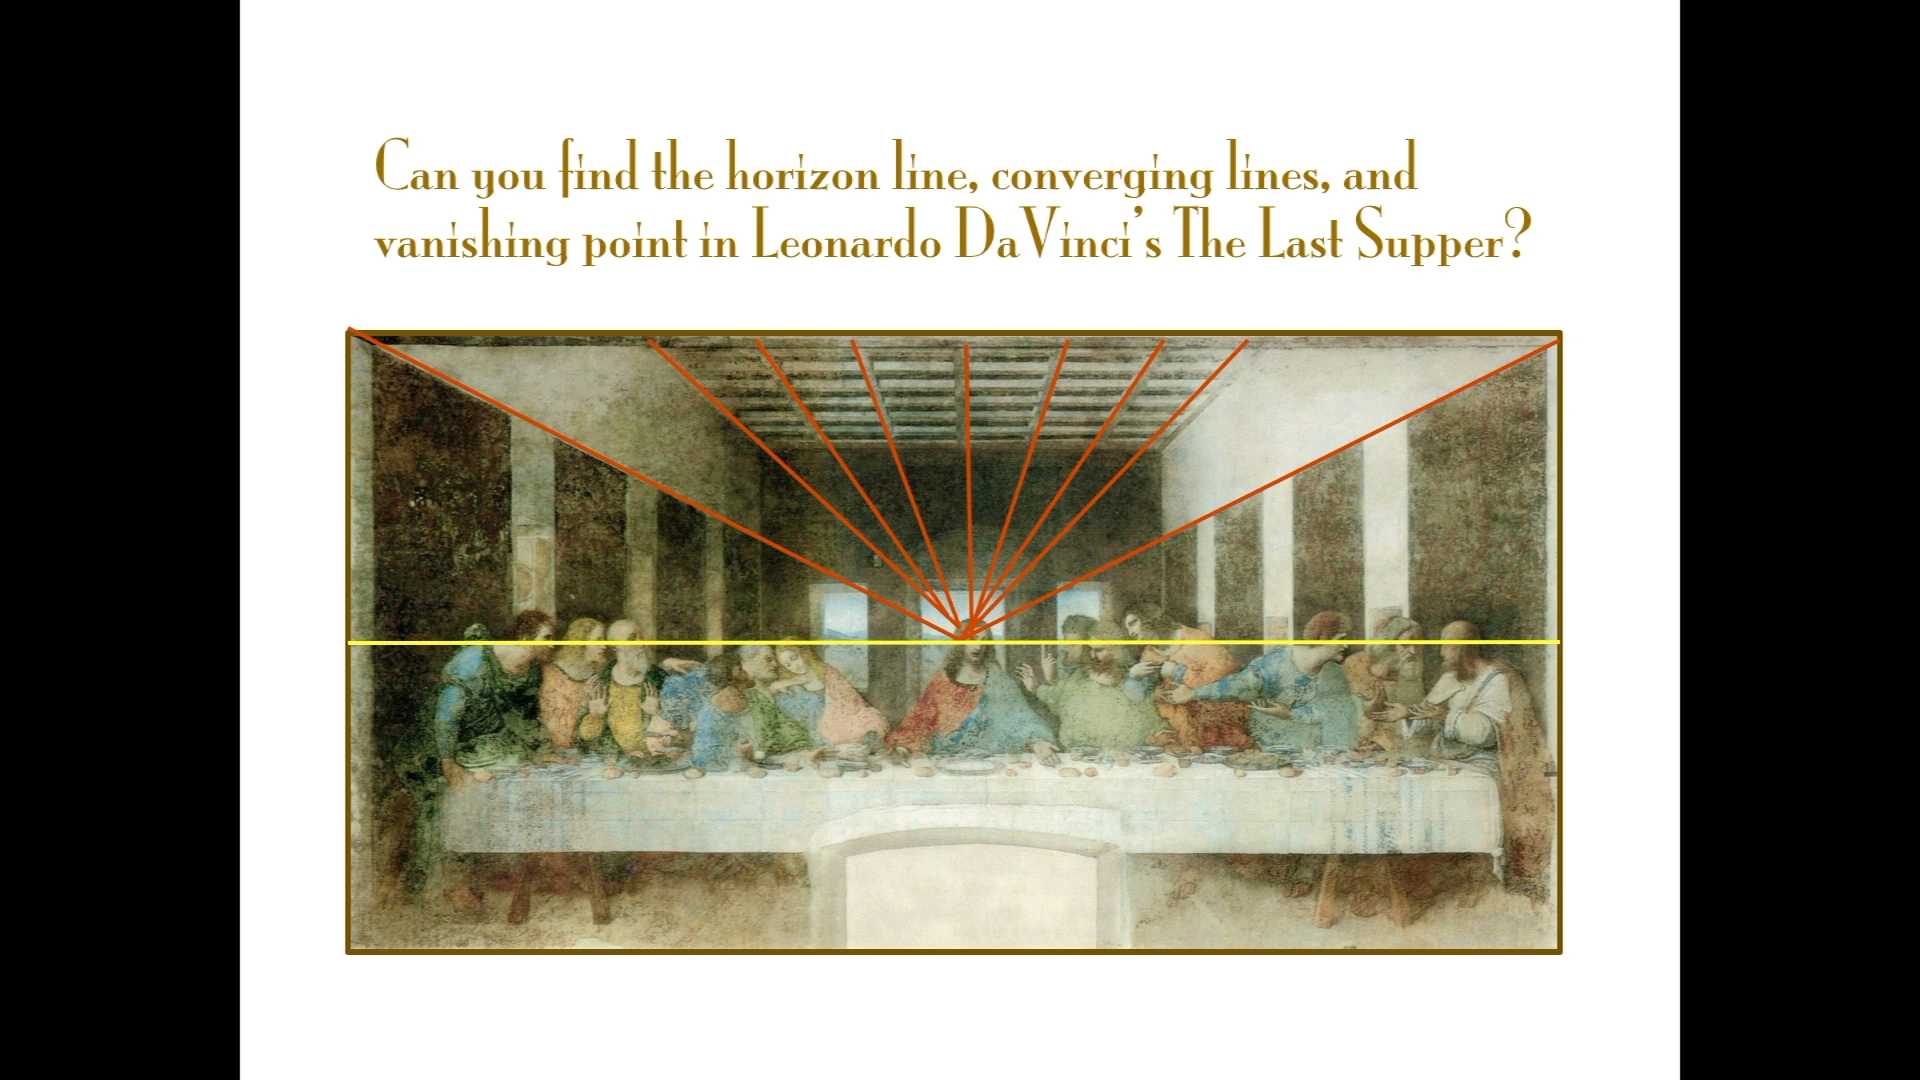 Can you find the horizon line, converging lines, and
vanishing point in Leonardo DaVinci's The Last Supper?